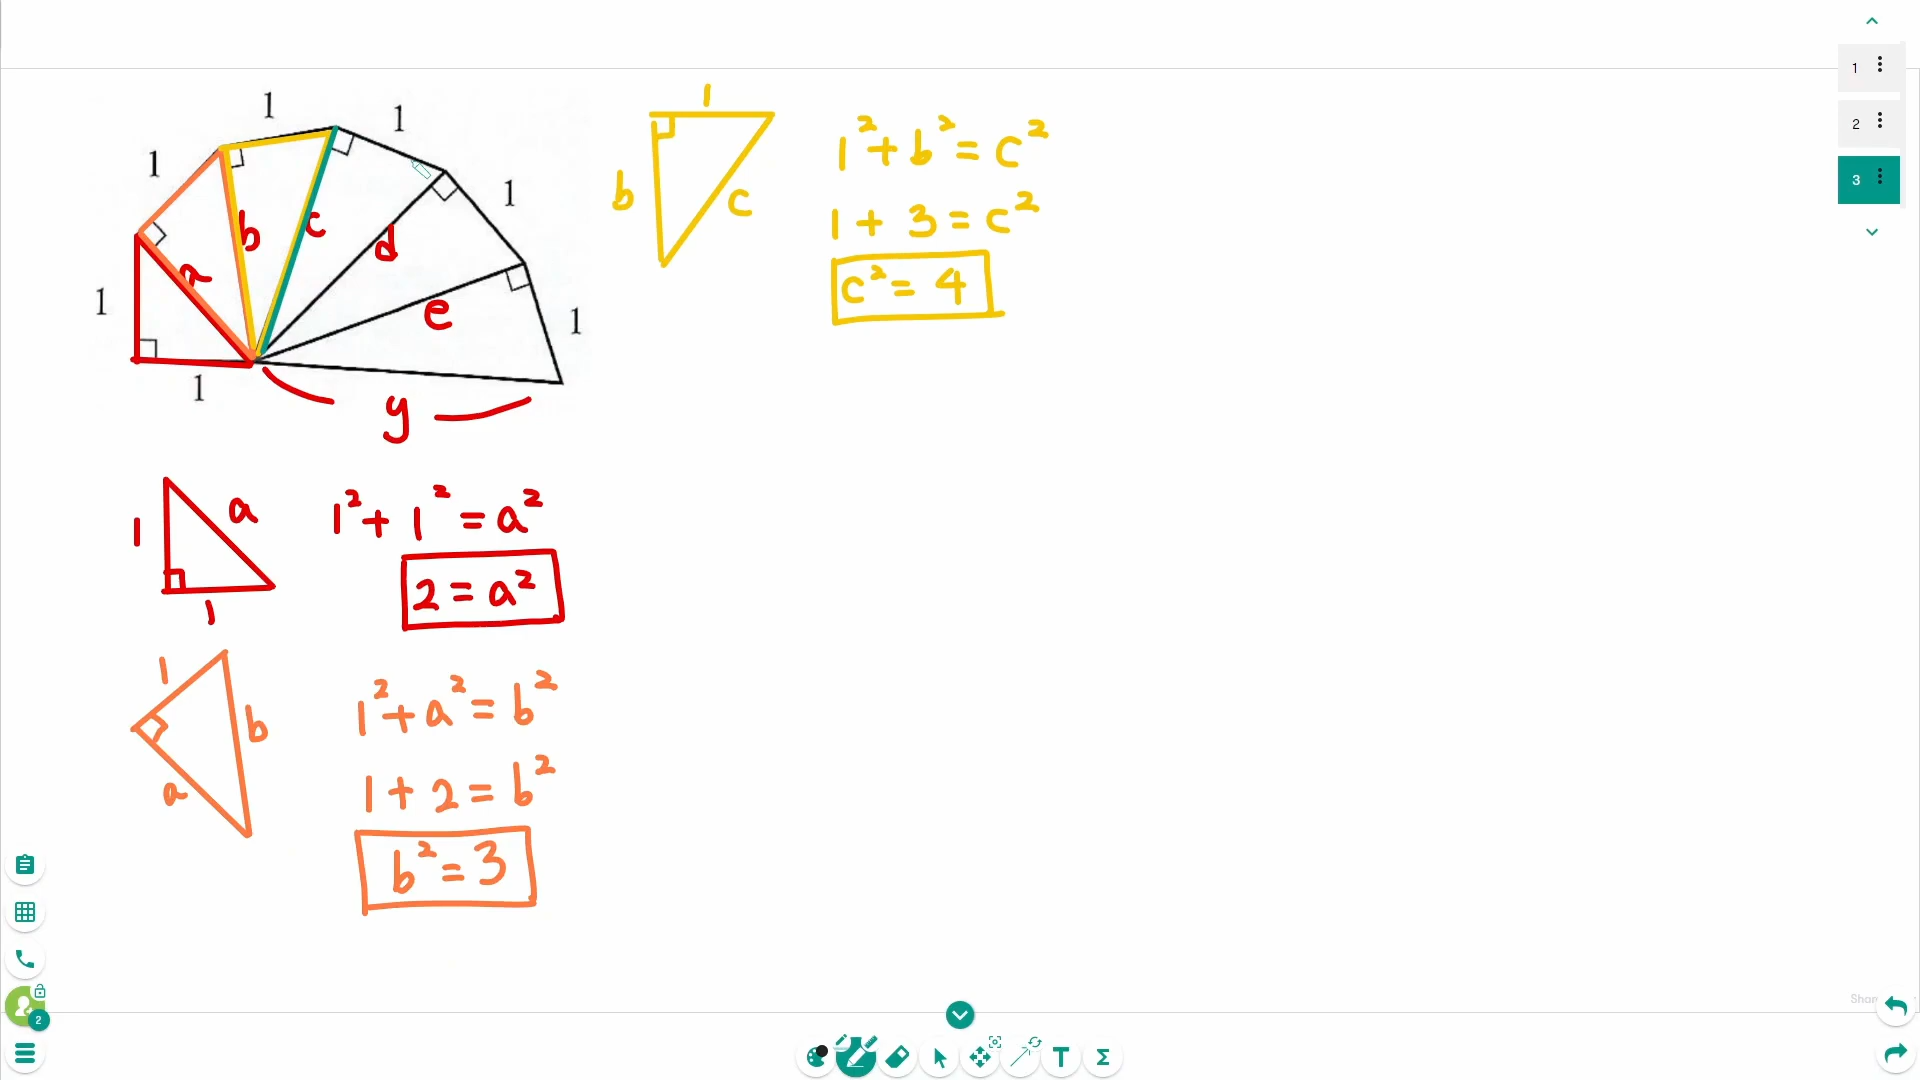 1
1
1
1
1
1
1
a
b
c
d
e
y
1
a
1
1² + 1² = a²
2 = a²
1
b
a
1² + a² = b²
1 + 2 = b²
b² = 3
1
b
c
1² + b² = c²
1 + 3 = c²
c² = 4
1
2
3
2
T
Σ